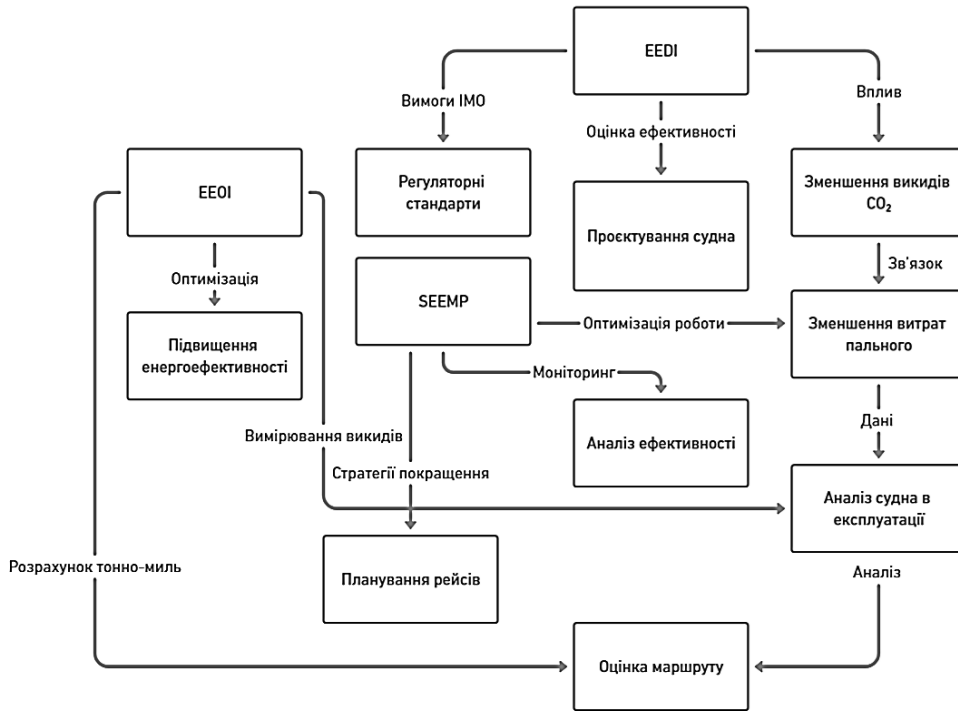 EEDI
Вимоги ІМО
Вплив
Оцінка ефективності
EEOI
Регуляторні
стандарти
Проєктування судна
Зменшення викидів
CO₂
Зв'язок
Оптимізація
SEEMP
Оптимізація роботи
Зменшення витрат
пального
Підвищення
енергоефективності
Моніторинг
Дані
Вимірювання викидів
Аналіз ефективності
Стратегії покращення
Аналіз судна в
експлуатації
Розрахунок тонно-миль
Планування рейсів
Аналіз
Оцінка маршруту